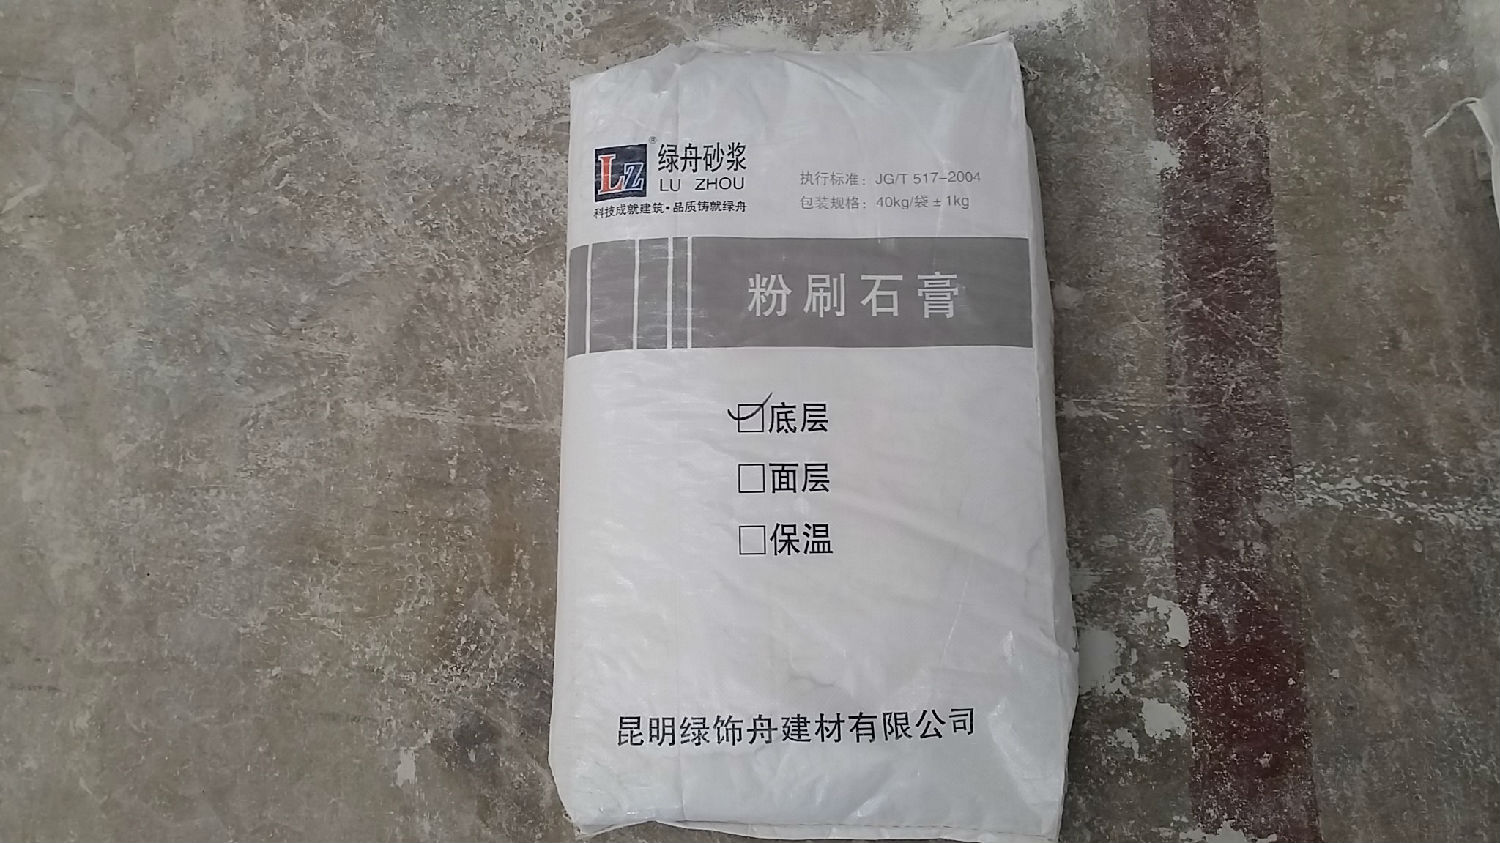 LZ®
绿舟砂浆
LU ZHOU
科技成就建筑·品质铸就绿舟
执行标准：JG/T 517-2004
包装规格：40kg/袋±1kg
粉刷石膏
☑底层
□面层
□保温
昆明绿饰舟建材有限公司